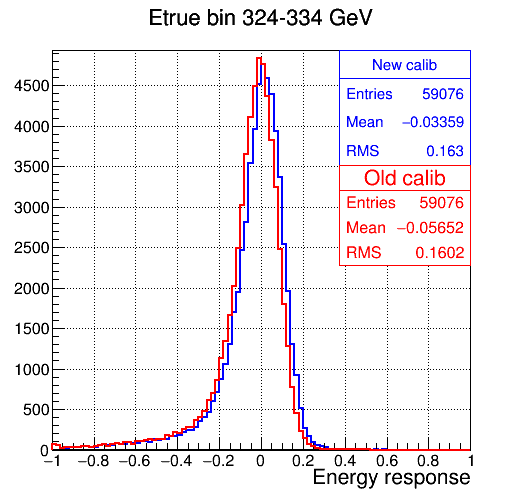 Etrue bin 324-334 GeV
New calib
Entries 59076
Mean −0.03359
RMS 0.163
Old calib
Entries 59076
Mean −0.05652
RMS 0.1602
4500
4000
3500
3000
2500
2000
1500
1000
500
0
−1 −0.8 −0.6 −0.4 −0.2 0 0.2 0.4 0.6 0.8 1
Energy response